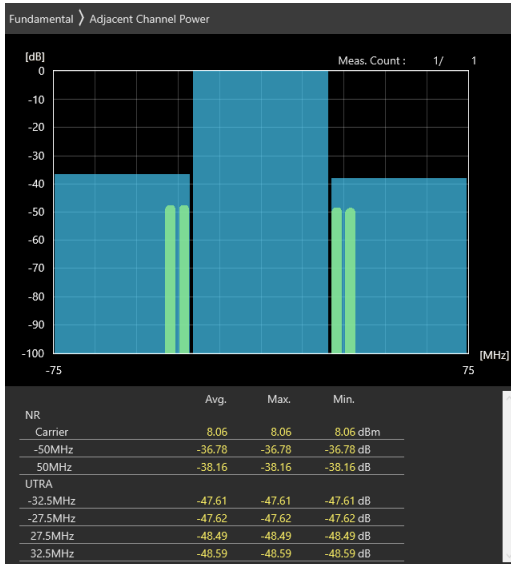 Fundamental 〉 Adjacent Channel Power
[dB]
Meas. Count : 1/ 1
0
-10
-20
-30
-40
-50
-60
-70
-80
-90
-100
[MHz]
-75 75
Avg. Max. Min.
NR
Carrier 8.06 8.06 8.06 dBm
-50MHz -36.78 -36.78 -36.78 dB
50MHz -38.16 -38.16 -38.16 dB
UTRA
-32.5MHz -47.61 -47.61 -47.61 dB
-27.5MHz -47.62 -47.62 -47.62 dB
27.5MHz -48.49 -48.49 -48.49 dB
32.5MHz -48.59 -48.59 -48.59 dB